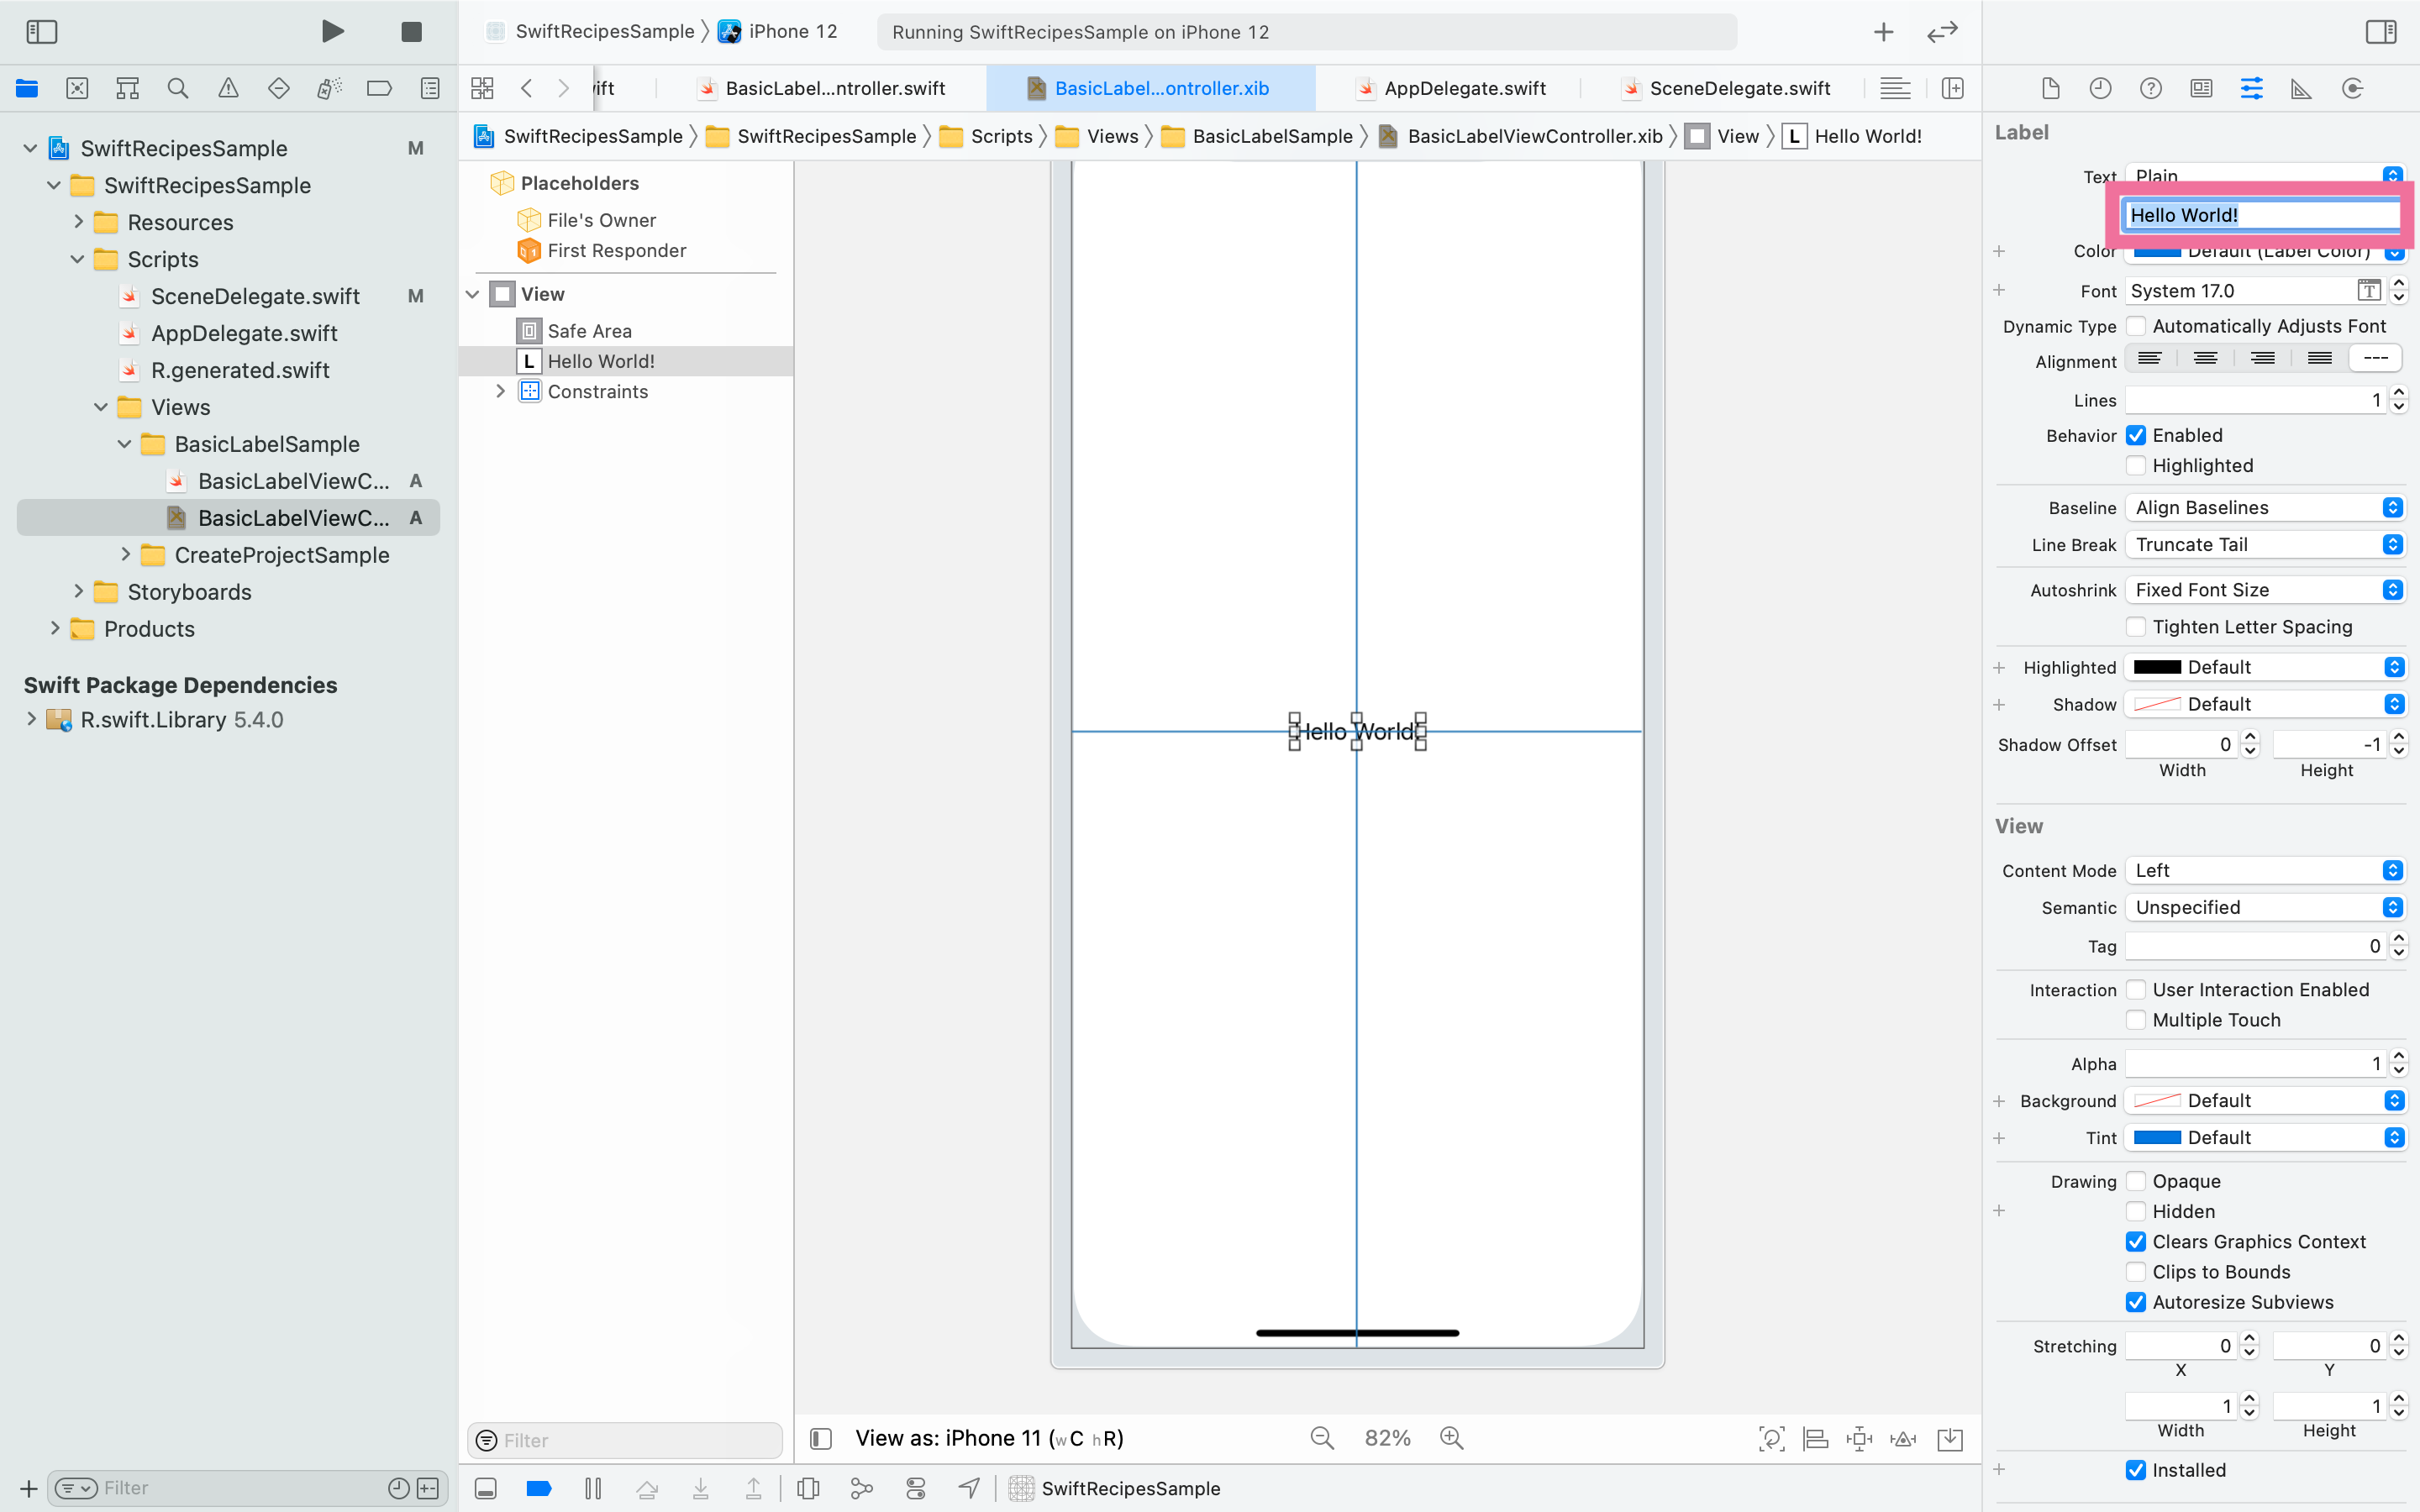 SwiftRecipesSample 〉 iPhone 12
Running SwiftRecipesSample on iPhone 12
ift
BasicLabel...ntroller.swift
BasicLabel...ontroller.xib
AppDelegate.swift
SceneDelegate.swift
SwiftRecipesSample 〉 SwiftRecipesSample 〉 Scripts 〉 Views 〉 BasicLabelSample 〉 BasicLabelViewController.xib 〉 View 〉 L Hello World!
SwiftRecipesSample M
SwiftRecipesSample
Resources
Scripts
SceneDelegate.swift M
AppDelegate.swift
R.generated.swift
Views
BasicLabelSample
BasicLabelViewC... A
BasicLabelViewC... A
CreateProjectSample
Storyboards
Products
Swift Package Dependencies
R.swift.Library 5.4.0
Filter
Placeholders
File's Owner
First Responder
View
Safe Area
L Hello World!
Constraints
Filter
Hello World!
View as: iPhone 11 (wC hR)
82%
SwiftRecipesSample
Label
Text Plain
Hello World!
Color Default (Label Color)
Font System 17.0
Dynamic Type Automatically Adjusts Font
Alignment
Lines 1
Behavior Enabled
Highlighted
Baseline Align Baselines
Line Break Truncate Tail
Autoshrink Fixed Font Size
Tighten Letter Spacing
Highlighted Default
Shadow Default
Shadow Offset 0 -1
Width Height
View
Content Mode Left
Semantic Unspecified
Tag 0
Interaction User Interaction Enabled
Multiple Touch
Alpha 1
Background Default
Tint Default
Drawing Opaque
Hidden
Clears Graphics Context
Clips to Bounds
Autoresize Subviews
Stretching 0 0
X Y
1 1
Width Height
Installed